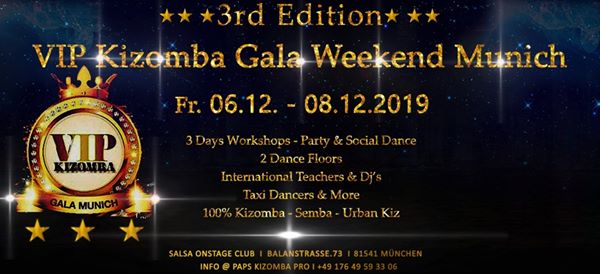 3rd Edition
VIP Kizomba Gala Weekend Munich
Fr. 06.12. - 08.12.2019
VIP
KIZOMBA
GALA MUNICH
3 Days Workshops - Party & Social Dance
2 Dance Floors
International Teachers & Dj's
Taxi Dancers & More
100% Kizomba - Semba - Urban Kiz
SALSA ONSTAGE CLUB I BALANSTRASSE.73 I 81541 MÜNCHEN
INFO @ PAPS KIZOMBA PRO I +49 176 49 59 33 06